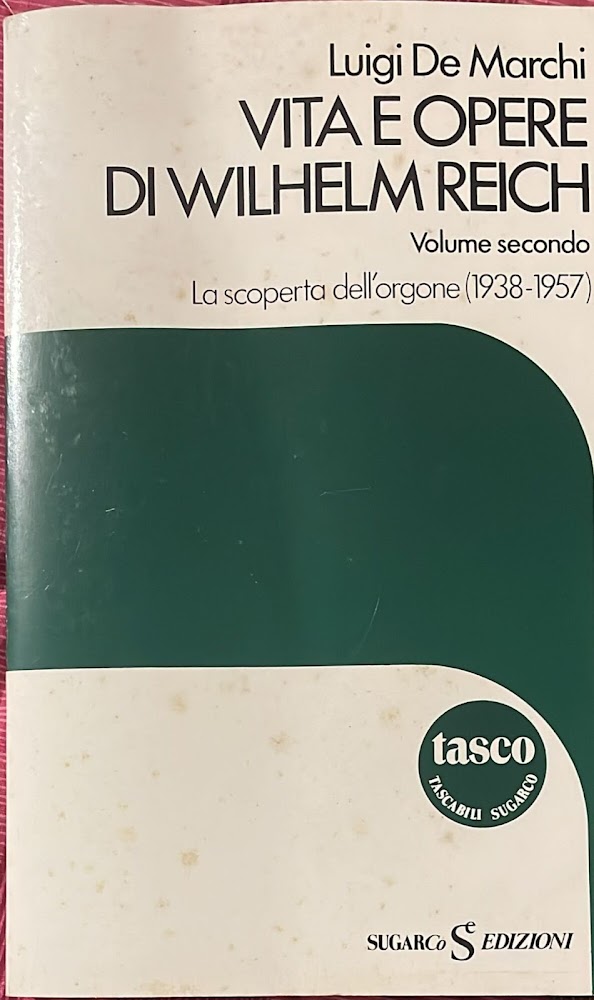 Luigi De Marchi
VITA E OPERE
DI WILHELM REICH
Volume secondo
La scoperta dell'orgone (1938-1957)
tasco
TASCABILI SUGARCO
SUGARCo Se EDIZIONI